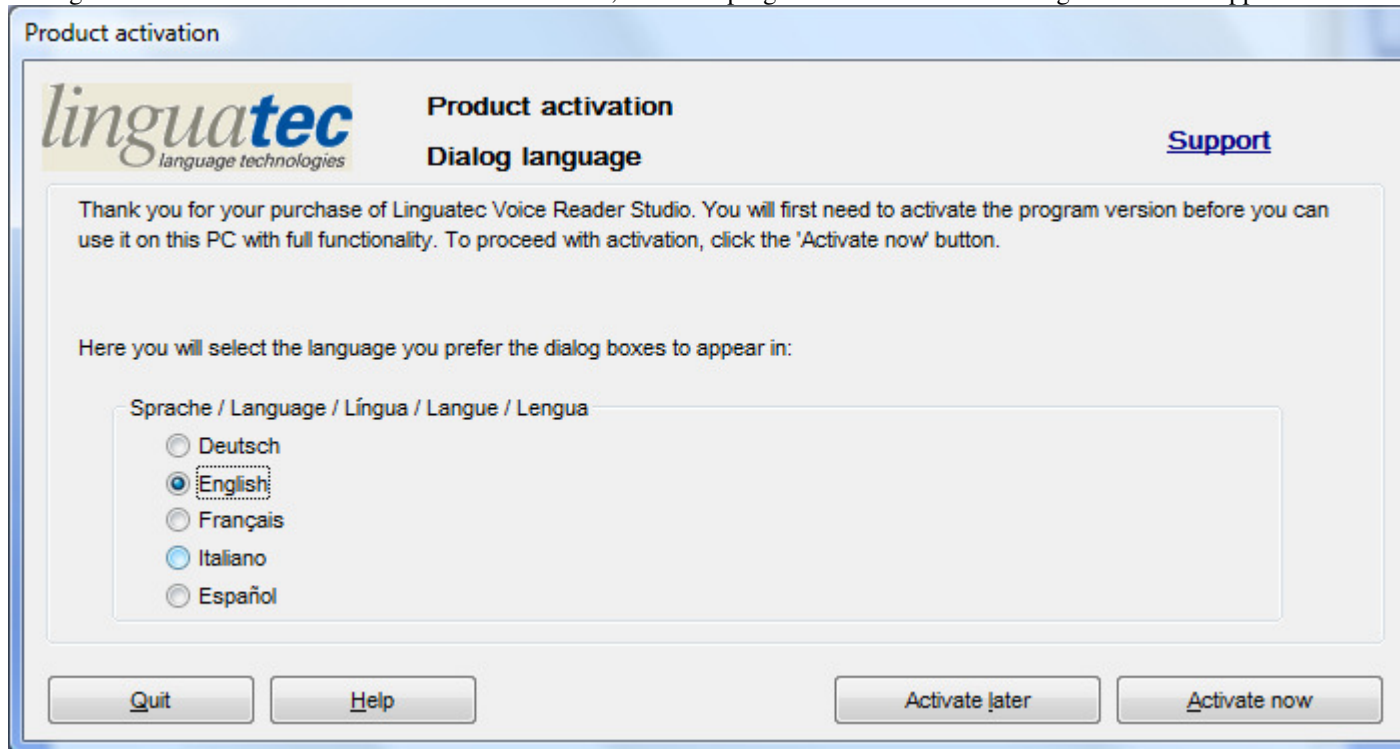 Product activation
linguatec
language technologies
Product activation
Dialog language
Support
Thank you for your purchase of Linguatec Voice Reader Studio. You will first need to activate the program version before you can
use it on this PC with full functionality. To proceed with activation, click the 'Activate now' button.
Here you will select the language you prefer the dialog boxes to appear in:
Sprache / Language / Língua / Langue / Lengua
Deutsch
English
Français
Italiano
Español
Quit
Help
Activate later
Activate now